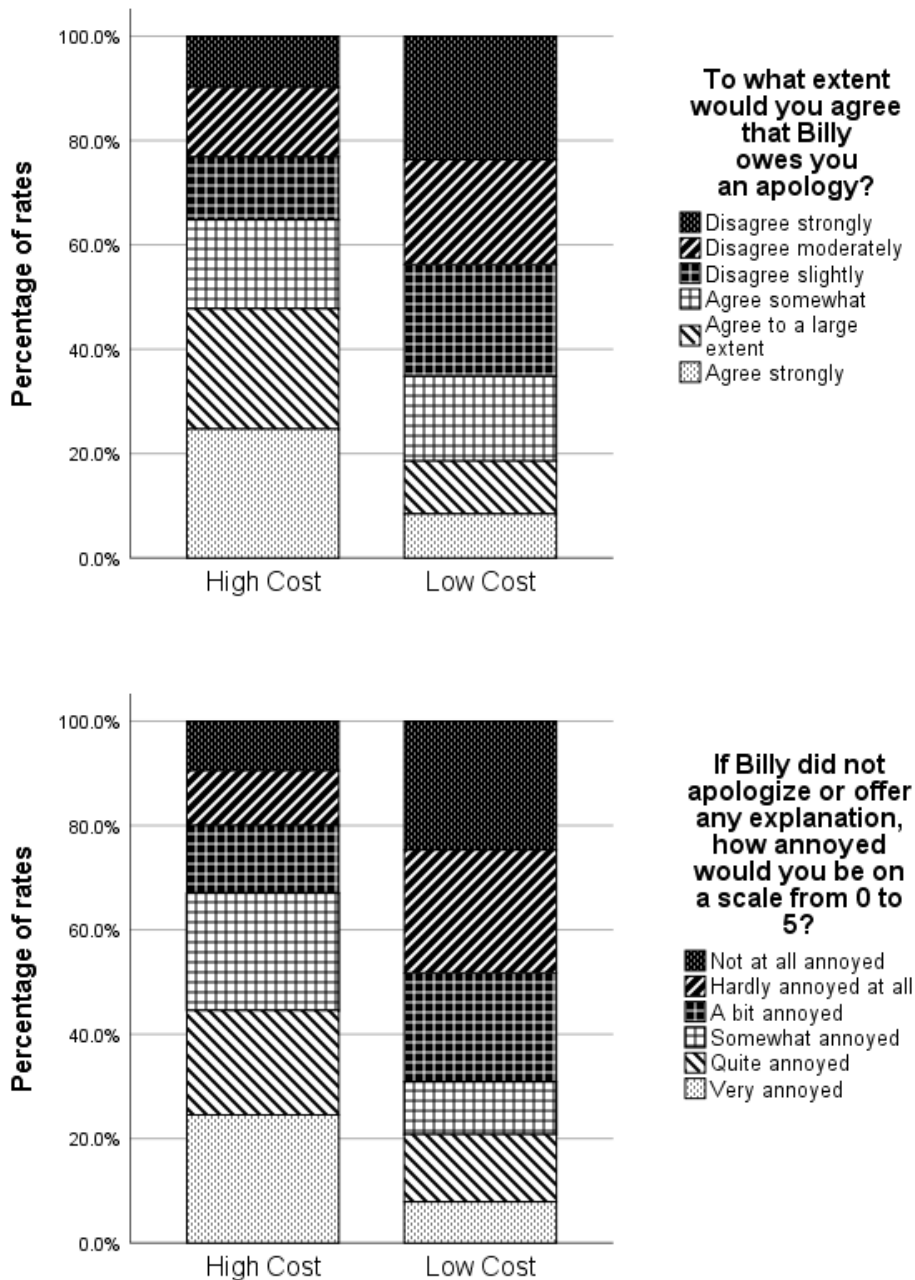 100.0%
80.0%
60.0%
40.0%
20.0%
0.0%
Percentage of rates
High Cost
Low Cost
To what extent
would you agree
that Billy
owes you
an apology?
Disagree strongly
Disagree moderately
Disagree slightly
Agree somewhat
Agree to a large
extent
Agree strongly
100.0%
80.0%
60.0%
40.0%
20.0%
0.0%
Percentage of rates
High Cost
Low Cost
If Billy did not
apologize or offer
any explanation,
how annoyed
would you be on
a scale from 0 to
5?
Not at all annoyed
Hardly annoyed at all
A bit annoyed
Somewhat annoyed
Quite annoyed
Very annoyed